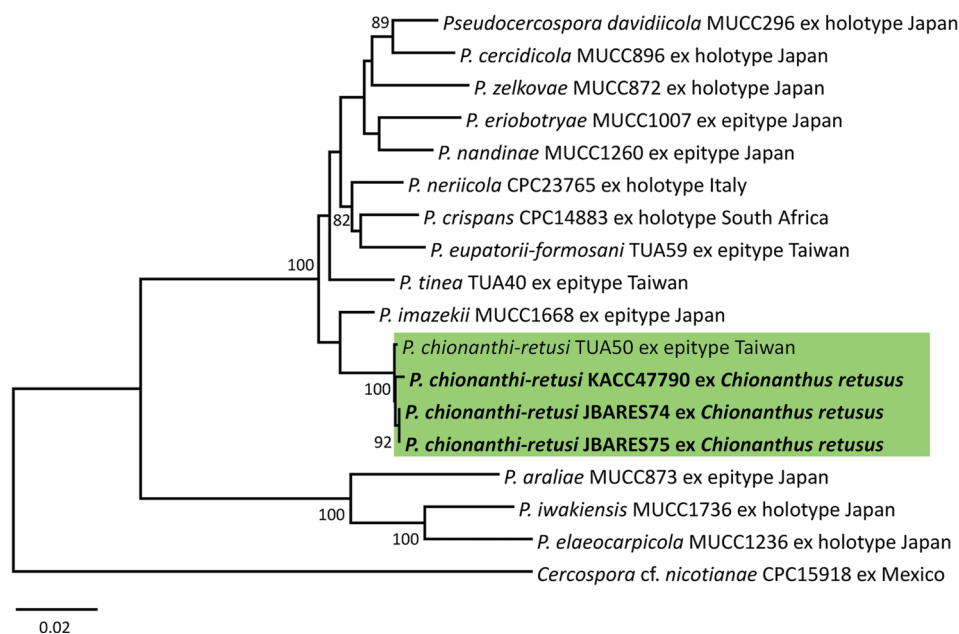 89
Pseudocercospora davidiicola MUCC296 ex holotype Japan
P. cercidicola MUCC896 ex holotype Japan
P. zelkovae MUCC872 ex holotype Japan
P. eriobotryae MUCC1007 ex epitype Japan
P. nandinae MUCC1260 ex epitype Japan
P. neriicola CPC23765 ex holotype Italy
82
P. crispans CPC14883 ex holotype South Africa
P. eupatorii-formosani TUA59 ex epitype Taiwan
100
P. tinea TUA40 ex epitype Taiwan
P. imazekii MUCC1668 ex epitype Japan
P. chionanthi-retusi TUA50 ex epitype Taiwan
100
P. chionanthi-retusi KACC47790 ex Chionanthus retusus
P. chionanthi-retusi JBARES74 ex Chionanthus retusus
92
P. chionanthi-retusi JBARES75 ex Chionanthus retusus
P. araliae MUCC873 ex epitype Japan
100
P. iwakiensis MUCC1736 ex holotype Japan
100
P. elaeocarpicola MUCC1236 ex holotype Japan
Cercospora cf. nicotianae CPC15918 ex Mexico
0.02